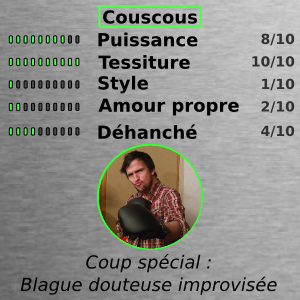 Couscous
Puissance 8/10
Tessiture 10/10
Style 1/10
Amour propre 2/10
Déhanché 4/10
Coup spécial :
Blague douteuse improvisée